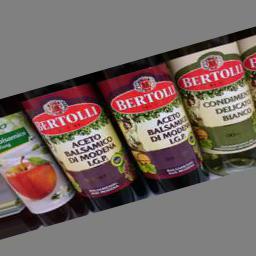 BERTOLLI
ACETO
BALSAMICO
DI MODENA
I.G.P.
BERTOLLI
ACETO
BALSAMICO
DI MODENA
I.G.P.
BERTOLLI
CONDIMENTO
DELICATO
BIANCO